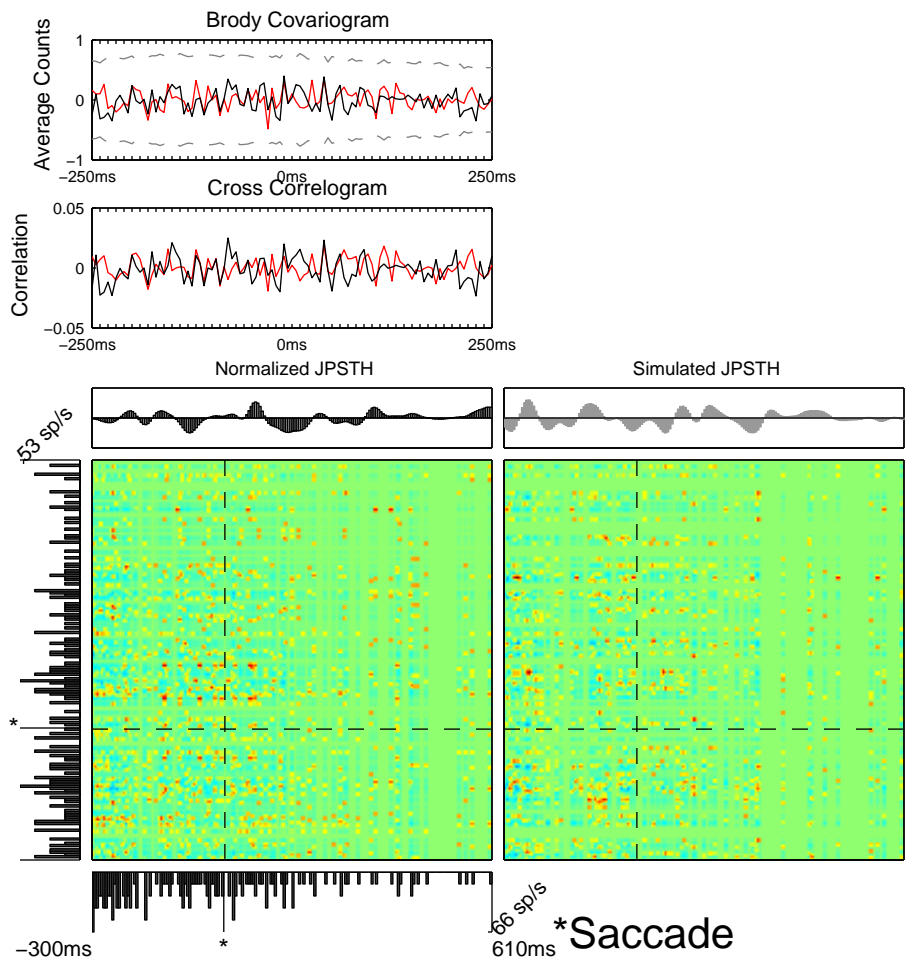 Brody Covariogram
1
0
−1
Average Counts
−250ms
0ms
250ms
Cross Correlogram
0.05
0
−0.05
Correlation
−250ms
0ms
250ms
Normalized JPSTH
Simulated JPSTH
53 sp/s
*
66 sp/s
*
−300ms
610ms
*Saccade